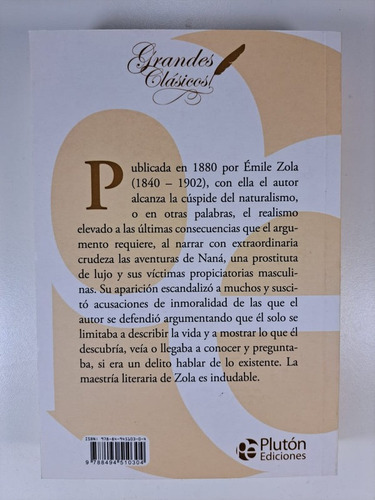 Grandes
Clásicos!
Publicada en 1880 por Émile Zola
(1840 – 1902), con ella el autor
alcanza la cúspide del naturalismo,
o en otras palabras, el realismo
elevado a las últimas consecuencias que el argu-
mento requiere, al narrar con extraordinaria
crudeza las aventuras de Naná, una prostituta
de lujo y sus víctimas propiciatorias masculi-
nas. Su aparición escandalizó a muchos y susci-
tó acusaciones de inmoralidad de las que el
autor se defendió argumentando que él solo se
limitaba a describir la vida y a mostrar lo que él
descubría, veía o llegaba a conocer y pregunta-
ba, si era un delito hablar de lo existente. La
maestría literaria de Zola es indudable.
9 788494 510304
Plutón
Ediciones